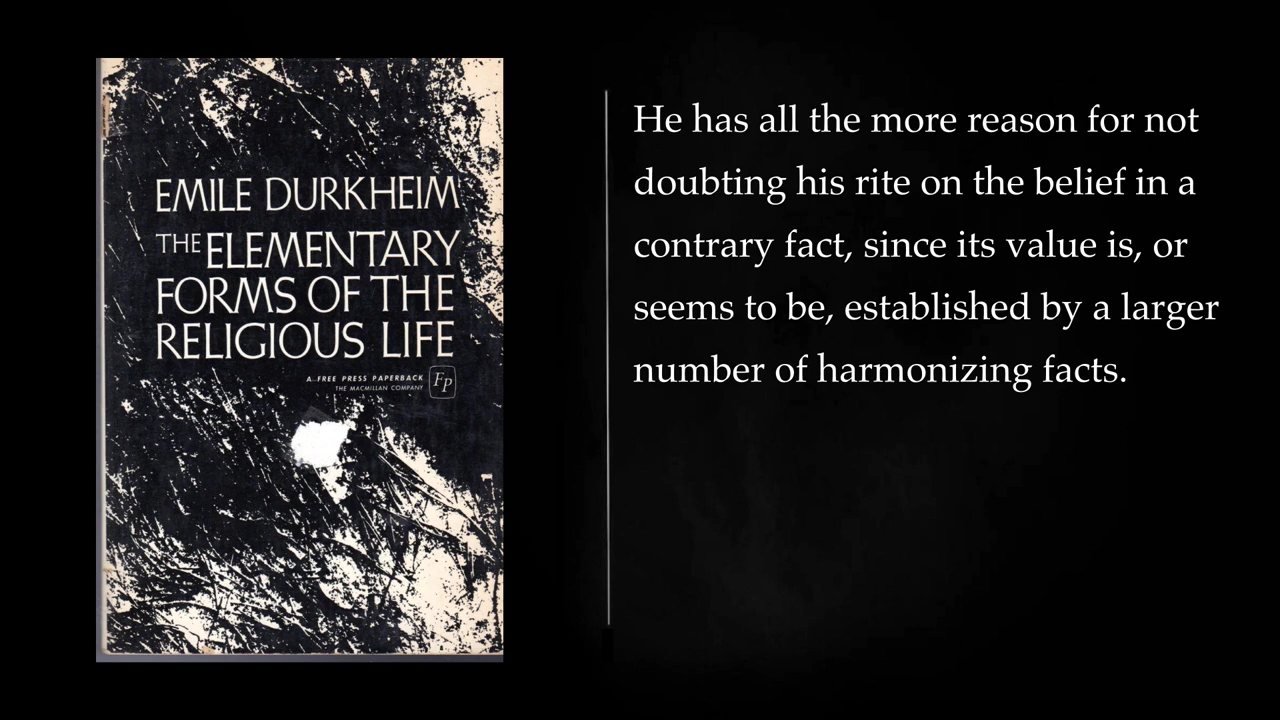 EMILE DURKHEIM
THE ELEMENTARY
FORMS OF THE
RELIGIOUS LIFE
A FREE PRESS PAPERBACK
THE MACMILLAN COMPANY
FP
He has all the more reason for not
doubting his rite on the belief in a
contrary fact, since its value is, or
seems to be, established by a larger
number of harmonizing facts.